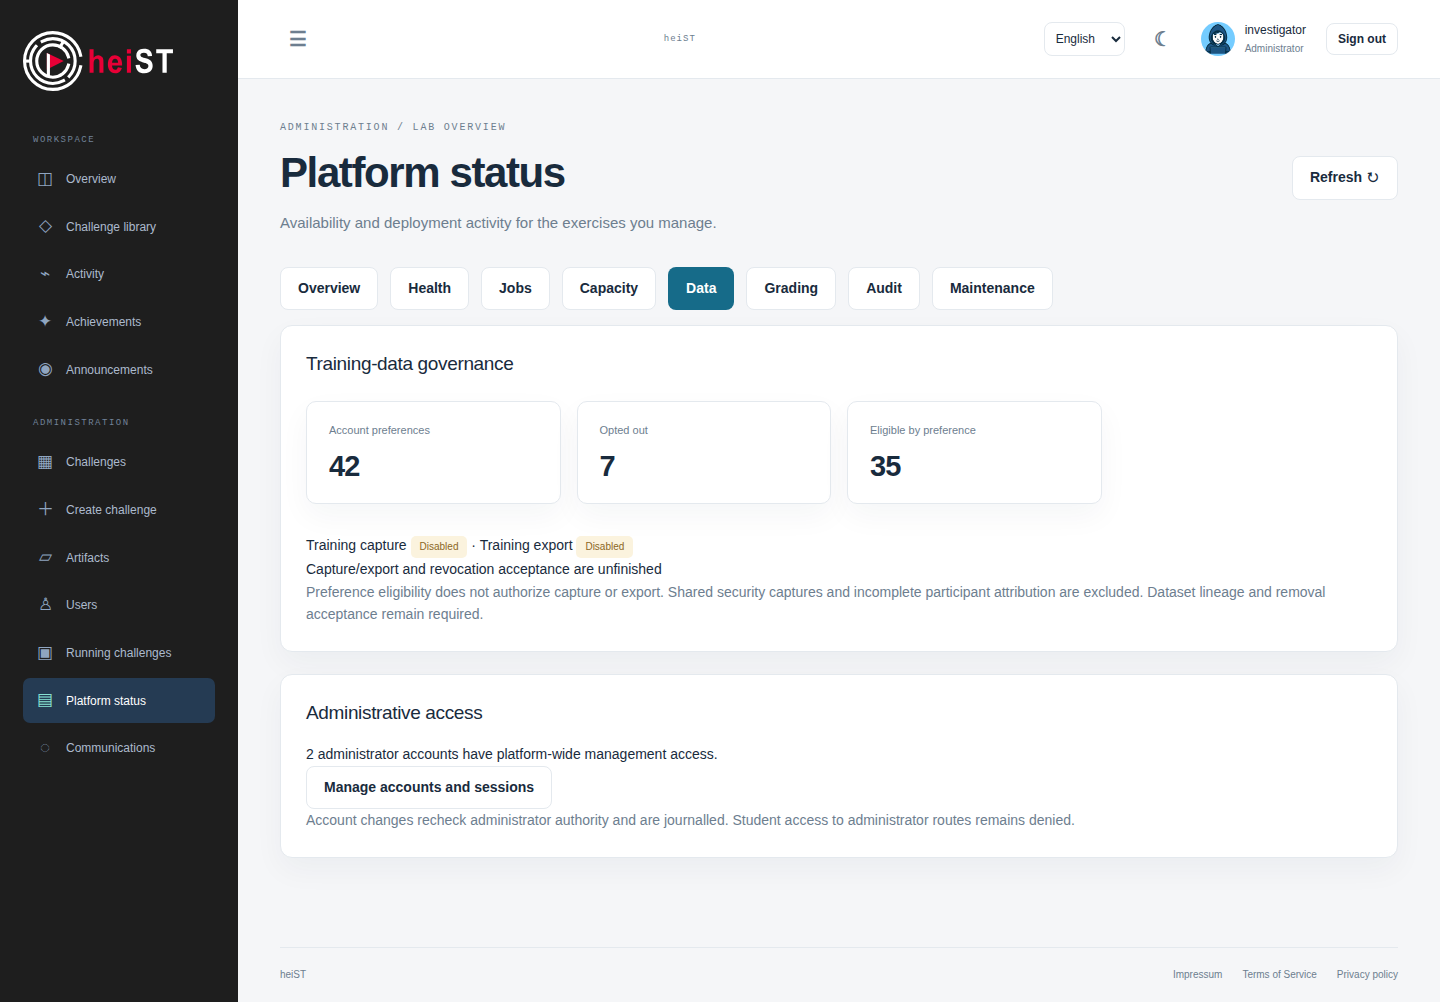 heiST
WORKSPACE
Overview
Challenge library
Activity
Achievements
Announcements
ADMINISTRATION
Challenges
Create challenge
Artifacts
Users
Running challenges
Platform status
Communications
heiST
English
investigator
Administrator
Sign out
ADMINISTRATION / LAB OVERVIEW
Platform status
Refresh ↻
Availability and deployment activity for the exercises you manage.
Overview Health Jobs Capacity Data Grading Audit Maintenance
Training-data governance
Account preferences Opted out Eligible by preference
42 7 35
Training capture Disabled · Training export Disabled
Capture/export and revocation acceptance are unfinished
Preference eligibility does not authorize capture or export. Shared security captures and incomplete participant attribution are excluded. Dataset lineage and removal
acceptance remain required.
Administrative access
2 administrator accounts have platform-wide management access.
Manage accounts and sessions
Account changes recheck administrator authority and are journalled. Student access to administrator routes remains denied.
heiST Impressum Terms of Service Privacy policy